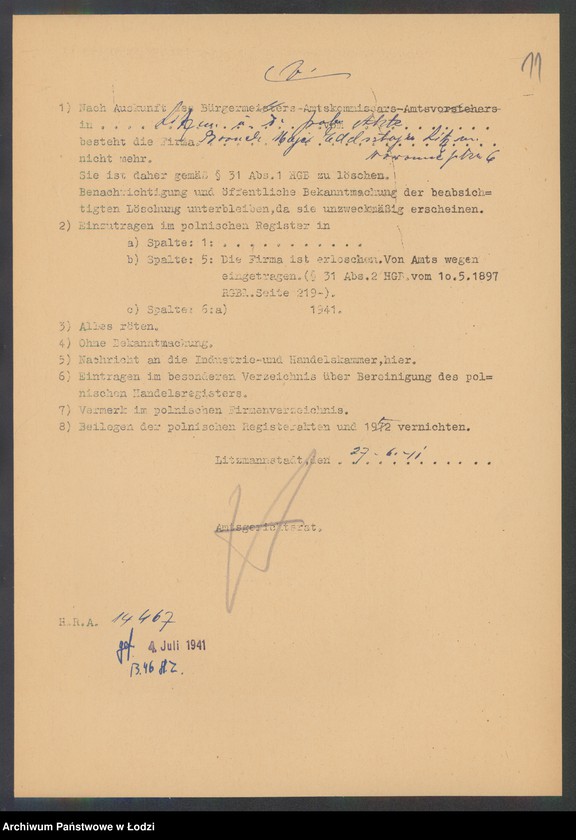 11
1) Nach Auskunft des Bürgermeisters-Amtskommissars-Amtsvorstehers
in
besteht die Firma
nicht mehr.
Sie ist daher gemäß § 31 Abs.1 HGB zu löschen.
Benachrichtigung und öffentliche Bekanntmachung der beabsich=
tigten Löschung unterbleiben,da sie unzweckmäßig erscheinen.
2) Einzutragen im polnischen Register in
a) Spalte: 1: . . . . . . . . . . . .
b) Spalte: 5: Die Firma ist erloschen.Von Amts wegen
eingetragen.(§ 31 Abs.2 HGB.vom 10.5.1897
RGBl.Seite 219-).
c) Spalte: 6:a) 1941.
3) Alles röten.
4) Ohne Bekanntmachung.
5) Nachricht an die Industrie-und Handelskammer,hier.
6) Eintragen im besonderen Verzeichnis über Bereinigung des pol=
nischen Handelsregisters.
7) Vermerk im polnischen Firmenverzeichnis.
8) Beilegen der polnischen Registerakten und vernichten.
Litzmannstadt,den 27.6.41
Amtsgerichtsrat.
H.R.A. 14467
gef. 4. Juli 1941
Archiwum Państwowe w Łodzi